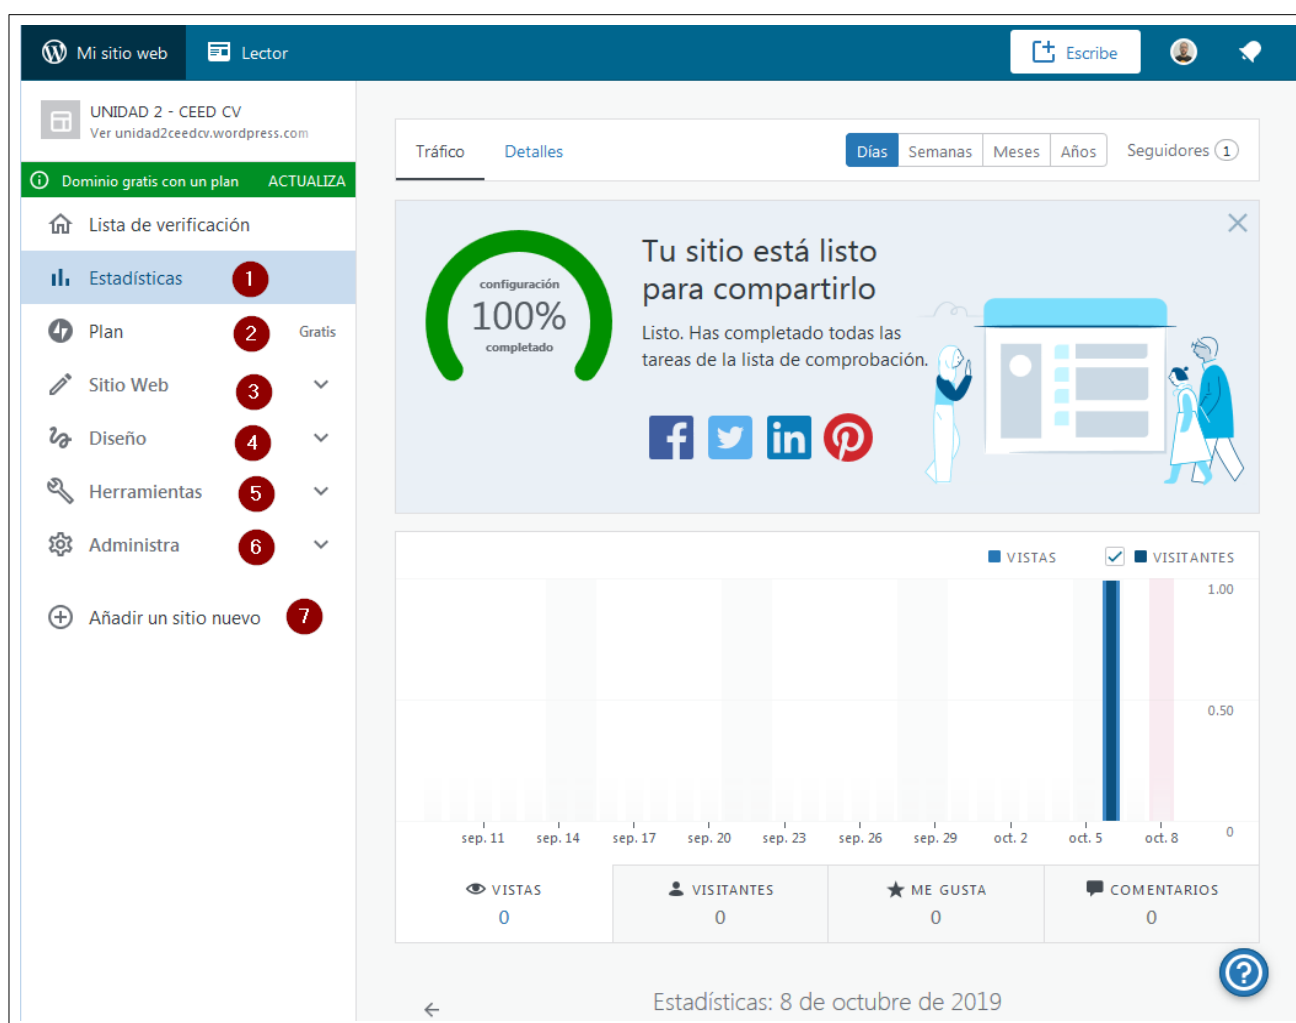 Mi sitio web
Lector
Escribe
UNIDAD 2 - CEED CV
Ver unidad2ceedcv.wordpress.com
Dominio gratis con un plan ACTUALIZA
Lista de verificación
Estadísticas 1
Plan 2 Gratis
Sitio Web 3
Diseño 4
Herramientas 5
Administra 6
Añadir un sitio nuevo 7
Tráfico Detalles Días Semanas Meses Años Seguidores 1
configuración
100%
completado
Tu sitio está listo
para compartirlo
Listo. Has completado todas las
tareas de la lista de comprobación.
VISTAS VISITANTES
1.00
0.50
0
sep. 11 sep. 14 sep. 17 sep. 20 sep. 23 sep. 26 sep. 29 oct. 2 oct. 5 oct. 8
VISTAS VISITANTES ME GUSTA COMENTARIOS
0 0 0 0
Estadísticas: 8 de octubre de 2019